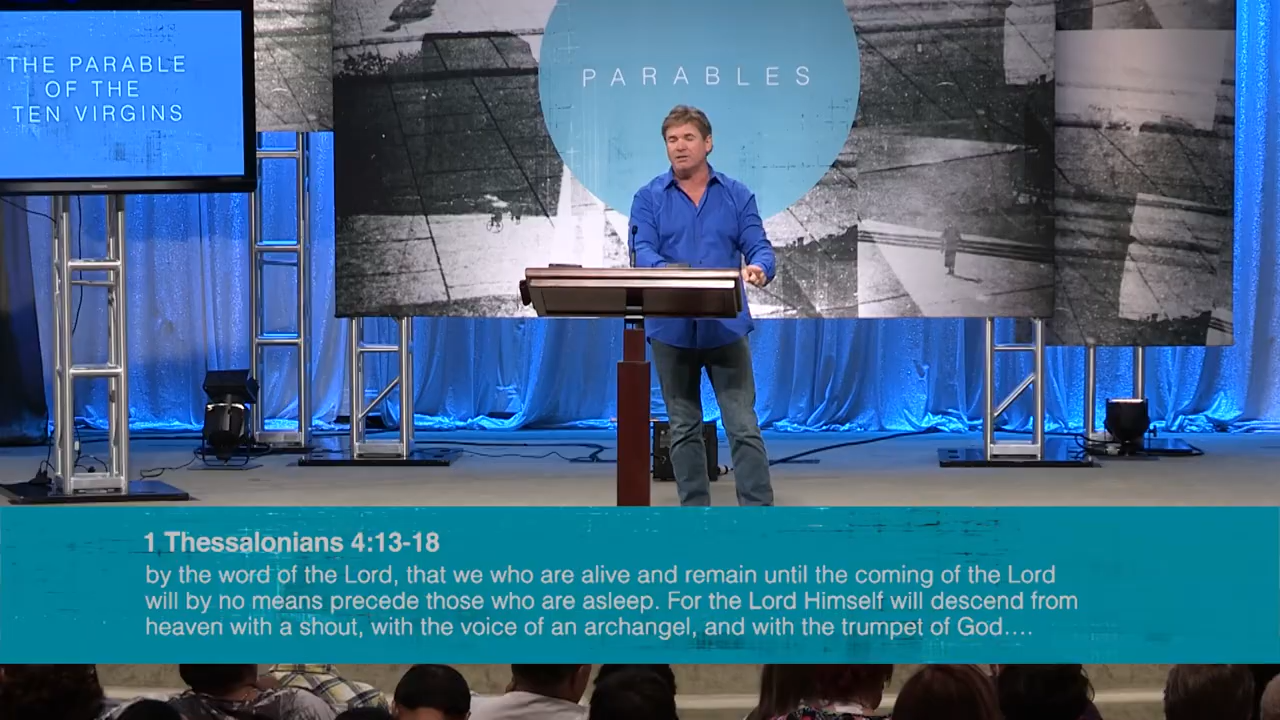 THE PARABLE
OF THE
TEN VIRGINS
PARABLES
1 Thessalonians 4:13-18
by the word of the Lord, that we who are alive and remain until the coming of the Lord
will by no means precede those who are asleep. For the Lord Himself will descend from
heaven with a shout, with the voice of an archangel, and with the trumpet of God....